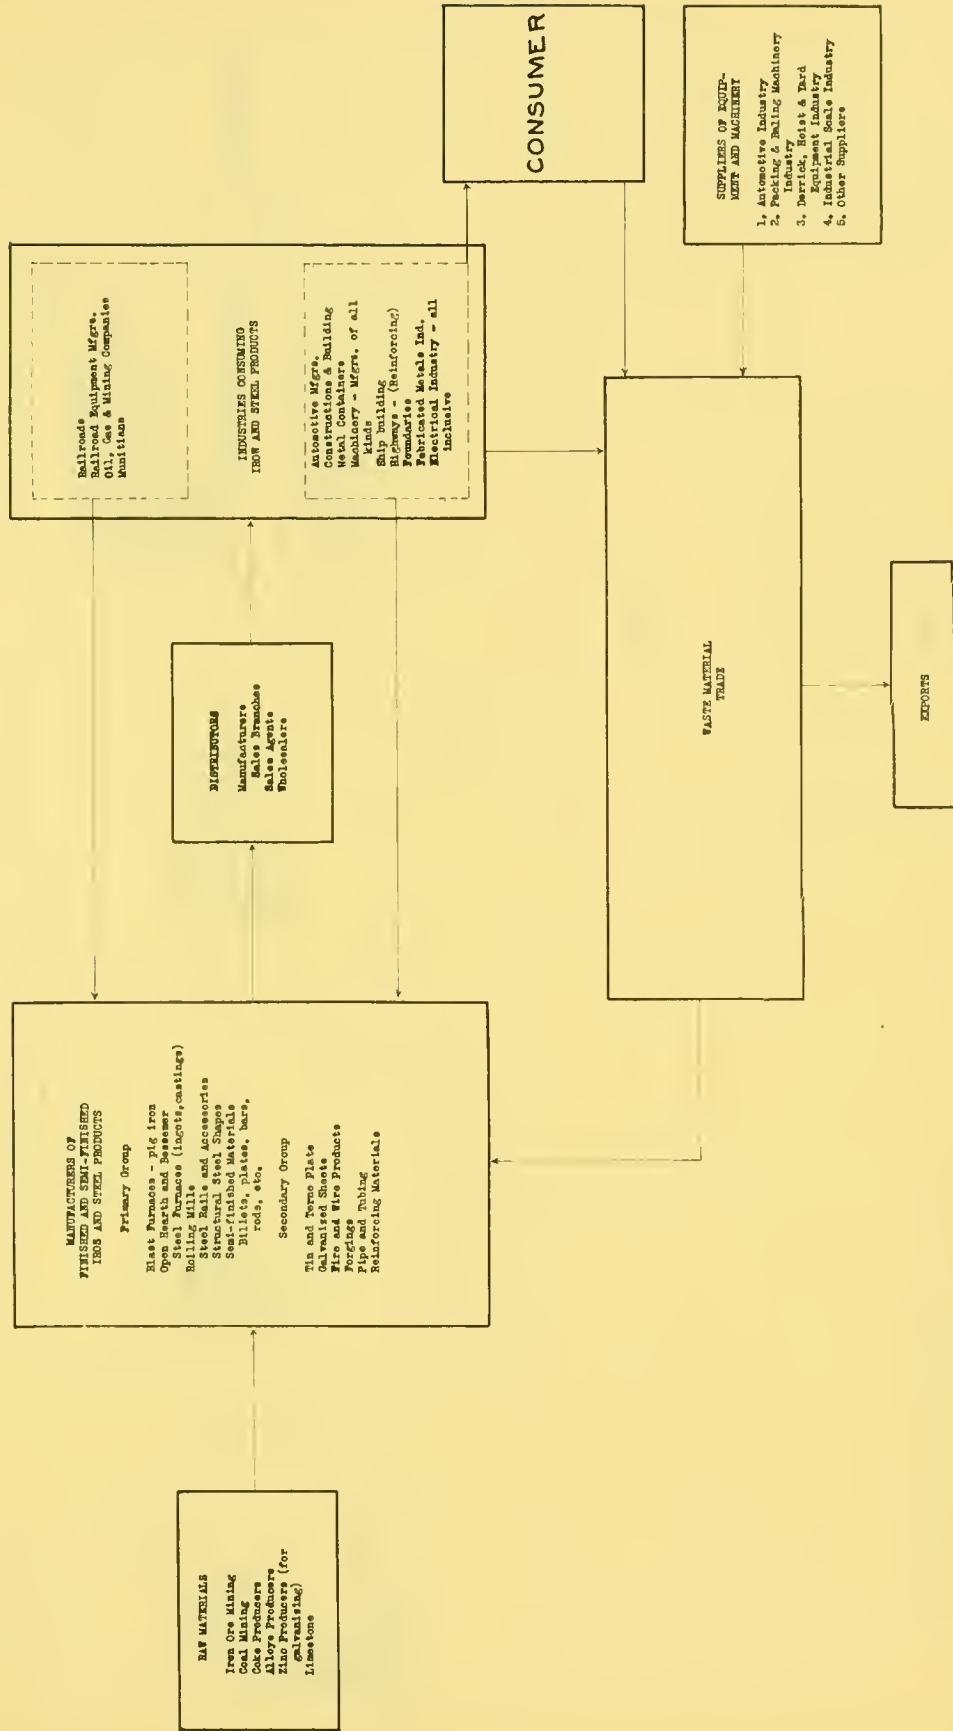 RAW MATERIALS
Iron Ore Mining
Coal Mining
Coke Producers
Alloys Producers
Zinc Producers (for
galvanizing)
Limestone
MANUFACTURERS OF
FINISHED AND SEMI-FINISHED
IRON AND STEEL PRODUCTS
Primary Group
Blast Furnaces - pig iron
Open Hearth and Bessemer
Steel Furnaces (ingots, castings)
Rolling Mills
Steel Rails and Accessories
Structural Steel Shapes
Semi-finished Materials
Billets, plates, bars,
rods, etc.
Secondary Group
Tin and Terne Plate
Galvanized Sheets
Wire and Wire Products
Forgings
Pipe and Tubing
Reinforcing Materials
DISTRIBUTORS
Manufacturers
Sales Branches
Sales Agents
Wholesalers
Railroads
Railroad Equipment Mfgrs.
Oil, Gas & Mining Companies
Munitians
INDUSTRIES CONSUMING
IRON AND STEEL PRODUCTS
Automotive Mfgrs.
Constructions & Building
Metal Containers
Machinery - Mfgrs. of all
kinds
Ship building
Highways - (Reinforcing)
Foundaries
Fabricated Metals Ind.
Electrical Industry - all
inclusive
CONSUMER
WASTE MATERIAL
TRADE
SUPPLIERS OF EQUIP-
MENT AND MACHINERY
1. Automotive Industry
2. Packing & Baling Machinery
Industry
3. Derrick, Hoist & Yard
Equipment Industry
4. Industrial Scale Industry
5. Other Suppliers
EXPORTS